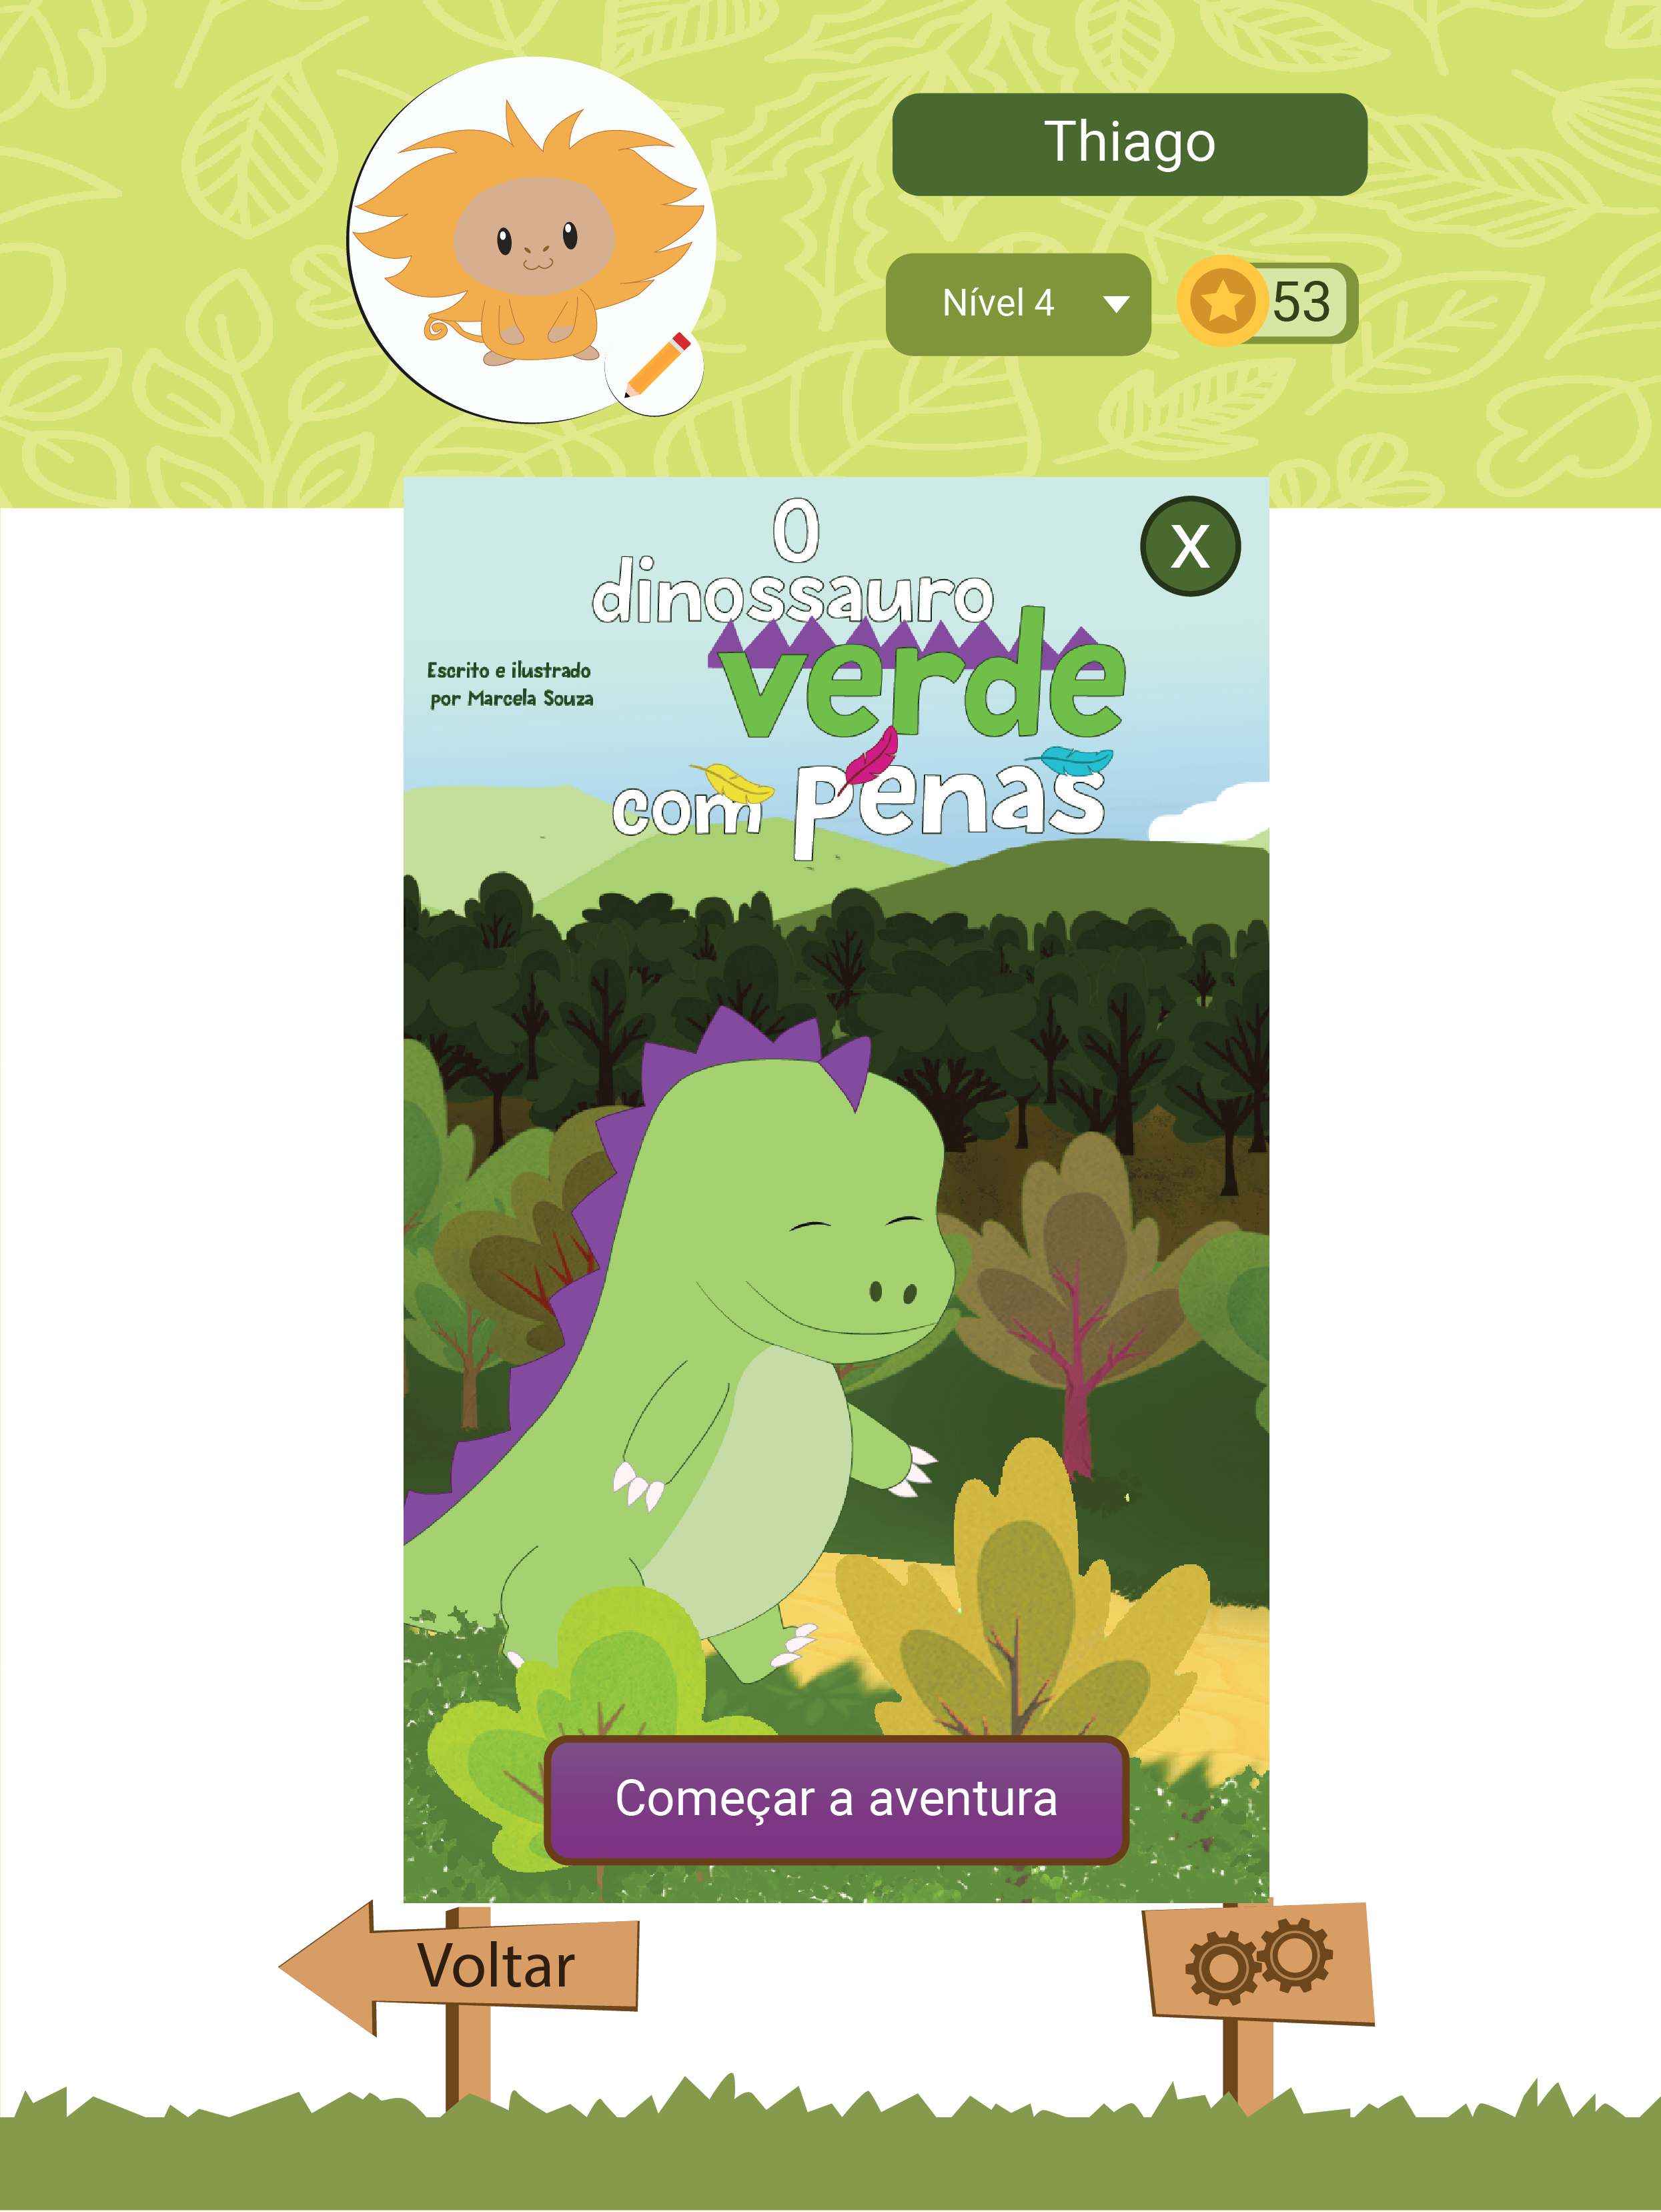 Thiago
Nível 4
53
X
O
dinossauro
verde
com penas
Escrito e ilustrado
por Marcela Souza
Começar a aventura
Voltar